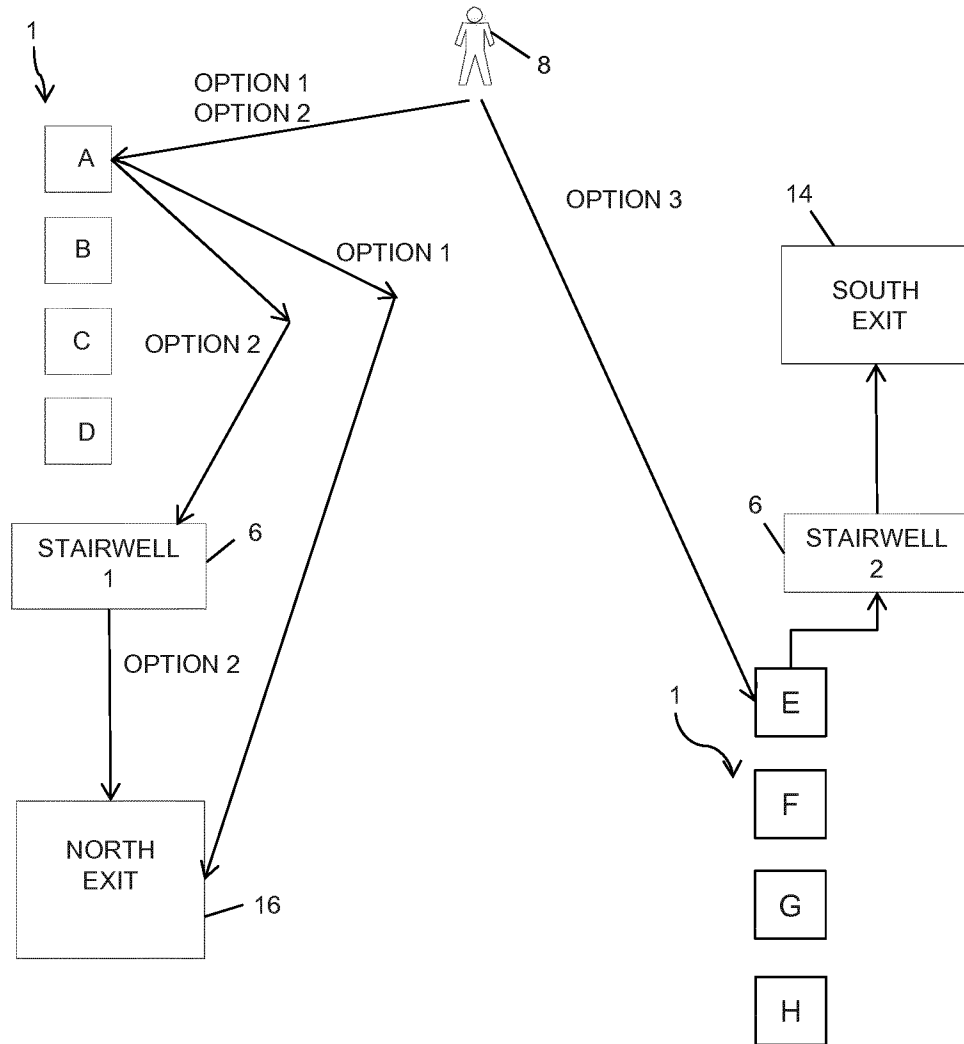 1
8
OPTION 1
OPTION 2
A
OPTION 3
14
B
OPTION 1
SOUTH
EXIT
C
OPTION 2
D
6
STAIRWELL
1
6
STAIRWELL
2
OPTION 2
1
E
F
NORTH
EXIT
16
G
H